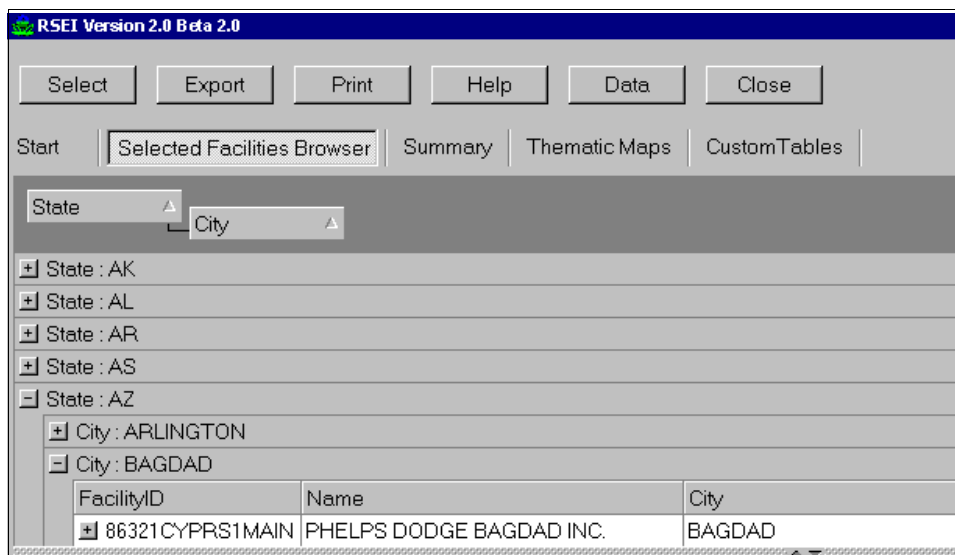 RSEI Version 2.0 Beta 2.0
Select Export Print Help Data Close
Start Selected Facilities Browser Summary Thematic Maps CustomTables
State
City
State : AK
State : AL
State : AR
State : AS
State : AZ
City : ARLINGTON
City : BAGDAD
FacilityID Name City
86321CYPRS1MAIN PHELPS DODGE BAGDAD INC. BAGDAD